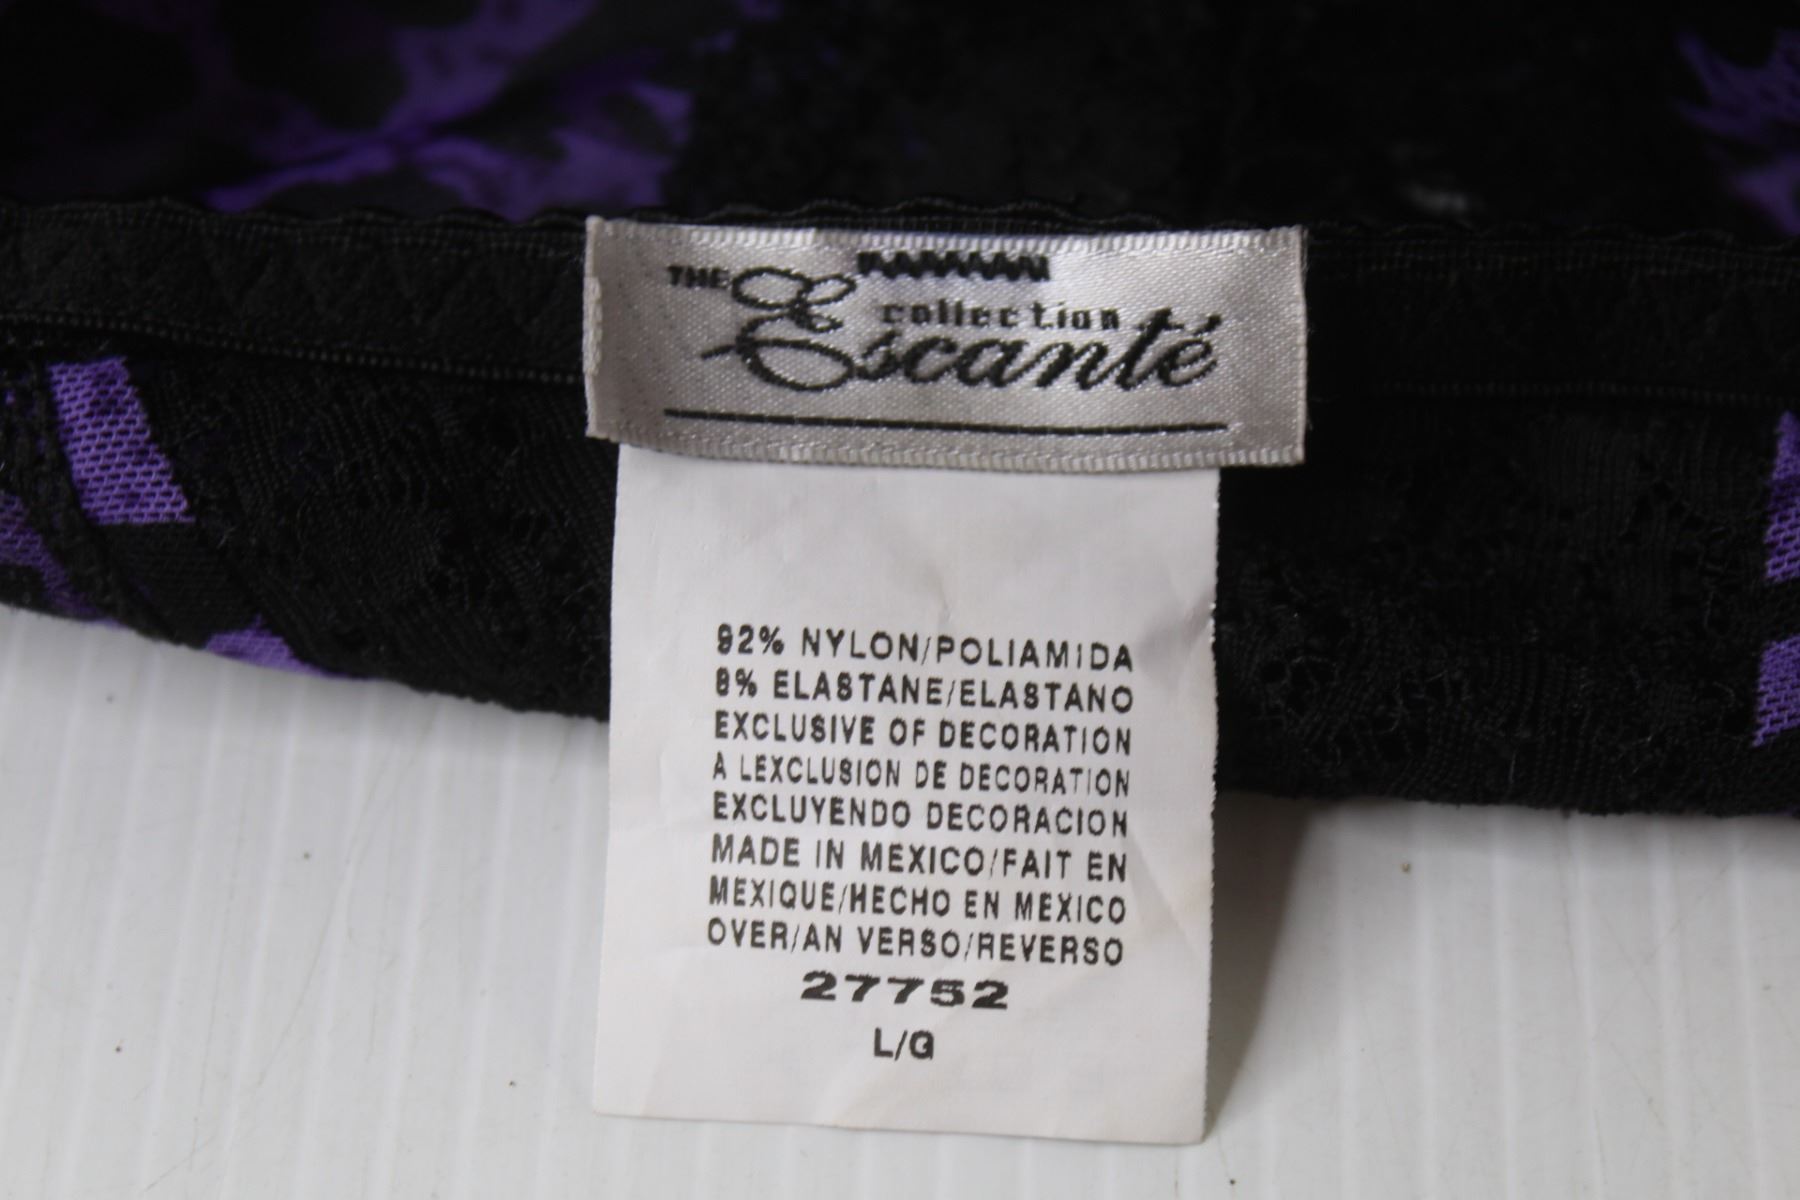 THE
collection
Escanté
92% NYLON/POLIAMIDA
8% ELASTANE/ELASTANO
EXCLUSIVE OF DECORATION
A LEXCLUSION DE DECORATION
EXCLUYENDO DECORACION
MADE IN MEXICO/FAIT EN
MEXIQUE/HECHO EN MEXICO
OVER/AN VERSO/REVERSO
27752
L/G